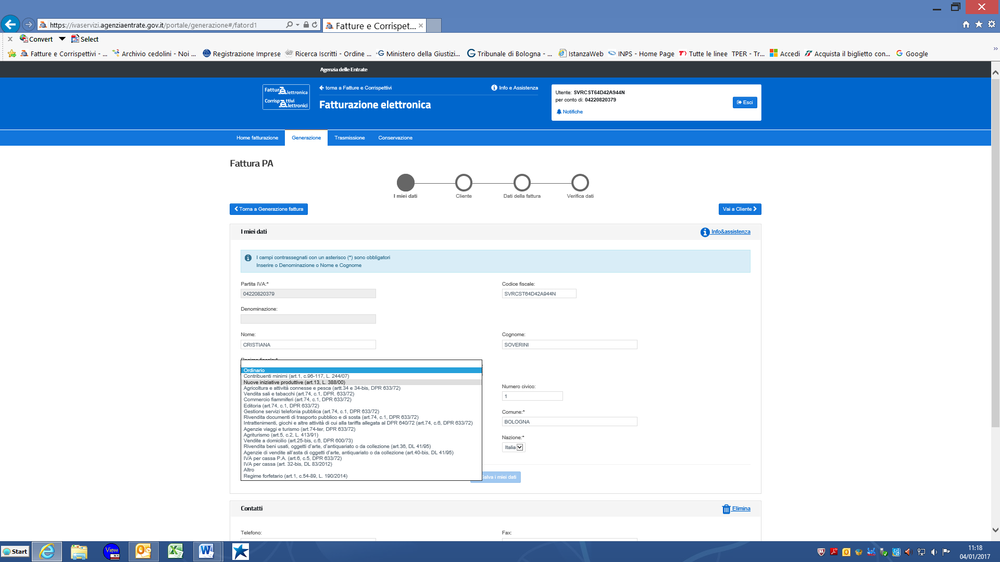 https://ivaservizi.agenziaentrate.gov.it/portale/generazione#/fatord1
Fatture e Corrispet...
Convert
Select
Fatture e Corrispettivi - ...
Archivio cedolini - Noi ...
Registrazione Imprese
Ricerca Iscritti - Ordine ...
Ministero della Giustizi...
Tribunale di Bologna - ...
IstanzaWeb
INPS - Home Page
Tutte le linee TPER - Tr...
Accedi
Acquista il biglietto con...
Google
Agenzia delle Entrate
Fattur lettronica
Corrisp ttivi
lettronici
torna a Fatture e Corrispettivi
Info e Assistenza
Fatturazione elettronica
Utente: SVRCST64D42A944N
per conto di: 04220820379
Notifiche
Esci
Home fatturazione
Generazione
Trasmissione
Conservazione
Fattura PA
I miei dati
Cliente
Dati della fattura
Verifica dati
Torna a Generazione fattura
Vai a Cliente
I miei dati
Info&assistenza
I campi contrassegnati con un asterisco (*) sono obbligatori
Inserire o Denominazione o Nome e Cognome
Partita IVA:*
Codice fiscale:
04220820379
SVRCST64D42A944N
Denominazione:
Nome:
Cognome:
CRISTIANA
SOVERINI
Regime fiscale:*
Ordinario
Contribuenti minimi (art.1, c.96-117, L. 244/07)
Nuove iniziative produttive (art.13, L. 388/00)
Agricoltura e attività connesse e pesca (artt.34 e 34-bis, DPR 633/72)
Vendita sali e tabacchi (art.74, c.1, DPR. 633/72)
Commercio fiammiferi (art.74, c.1, DPR 633/72)
Editoria (art.74, c.1, DPR 633/72)
Gestione servizi telefonia pubblica (art.74, c.1, DPR 633/72)
Rivendita documenti di trasporto pubblico e di sosta (art.74, c.1, DPR 633/72)
Intrattenimenti, giochi e altre attività di cui alla tariffa allegata al DPR 640/72 (art.74, c.6, DPR 633/72)
Agenzie viaggi e turismo (art.74-ter, DPR 633/72)
Agriturismo (art.5, c.2, L. 413/91)
Vendite a domicilio (art.25-bis, c.6, DPR 600/73)
Rivendita beni usati, oggetti d'arte, d'antiquariato o da collezione (art.36, DL 41/95)
Agenzie di vendite all'asta di oggetti d'arte, antiquariato o da collezione (art.40-bis, DL 41/95)
IVA per cassa P.A. (art.6, c.5, DPR 633/72)
IVA per cassa (art. 32-bis, DL 83/2012)
Altro
Regime forfetario (art.1, c.54-89, L. 190/2014)
Numero civico:
1
Comune:*
BOLOGNA
Nazione:*
Italia
Salva i miei dati
Contatti
Elimina
Telefono:
Fax:
Start
View
N1
11:18
04/01/2017